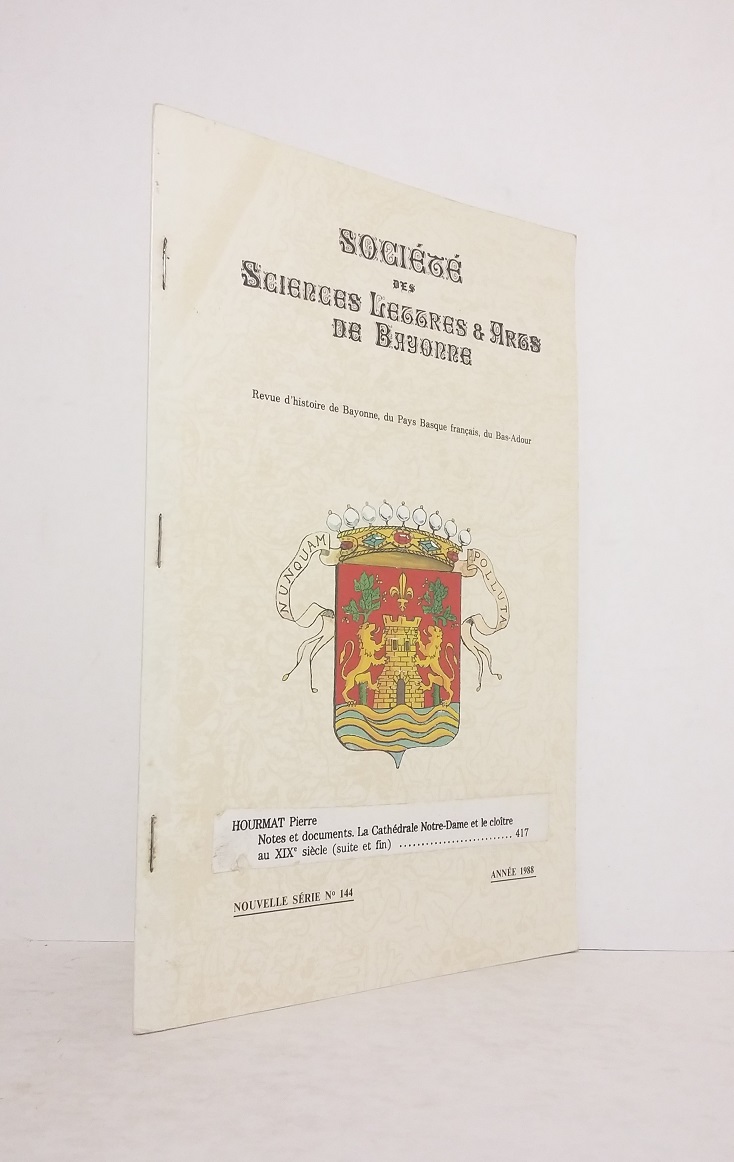 SOCIÉTÉ
DES
SCIENCES LETTRES & ARTS
DE BAYONNE
Revue d'histoire de Bayonne, du Pays Basque français, du Bas-Adour
NUNQUAM POLLUTA
HOURMAT Pierre
Notes et documents. La Cathédrale Notre-Dame et le cloître
au XIXe siècle (suite et fin) ........................... 417
NOUVELLE SÉRIE No 144
ANNÉE 1988